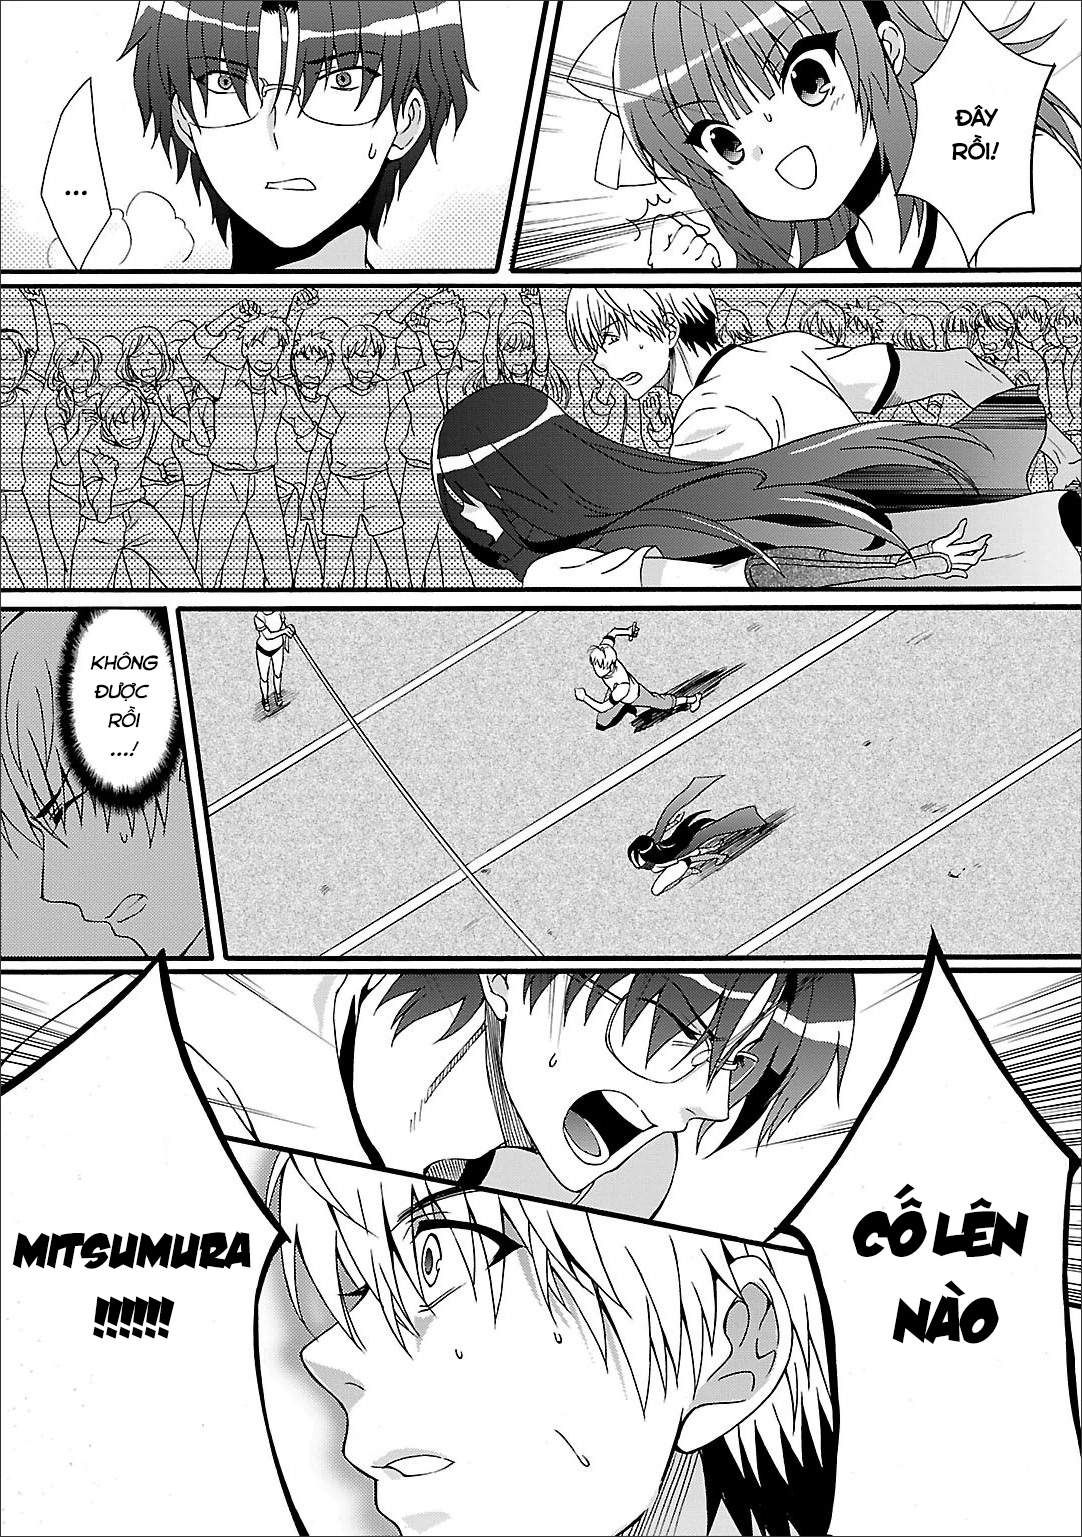 ĐÂY
RỒI!
...
KHÔNG
ĐƯỢC
RỒI
...!
CỐ LÊN
NÀO
MITSUMURA
!!!!!!